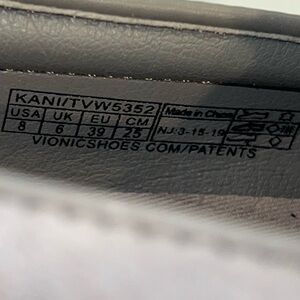 KANI/TVW5352
USA UK EU CM
8 6 39 25
Made in China
NJ:3-15-19
VIONICSHOES.COM/PATENTS